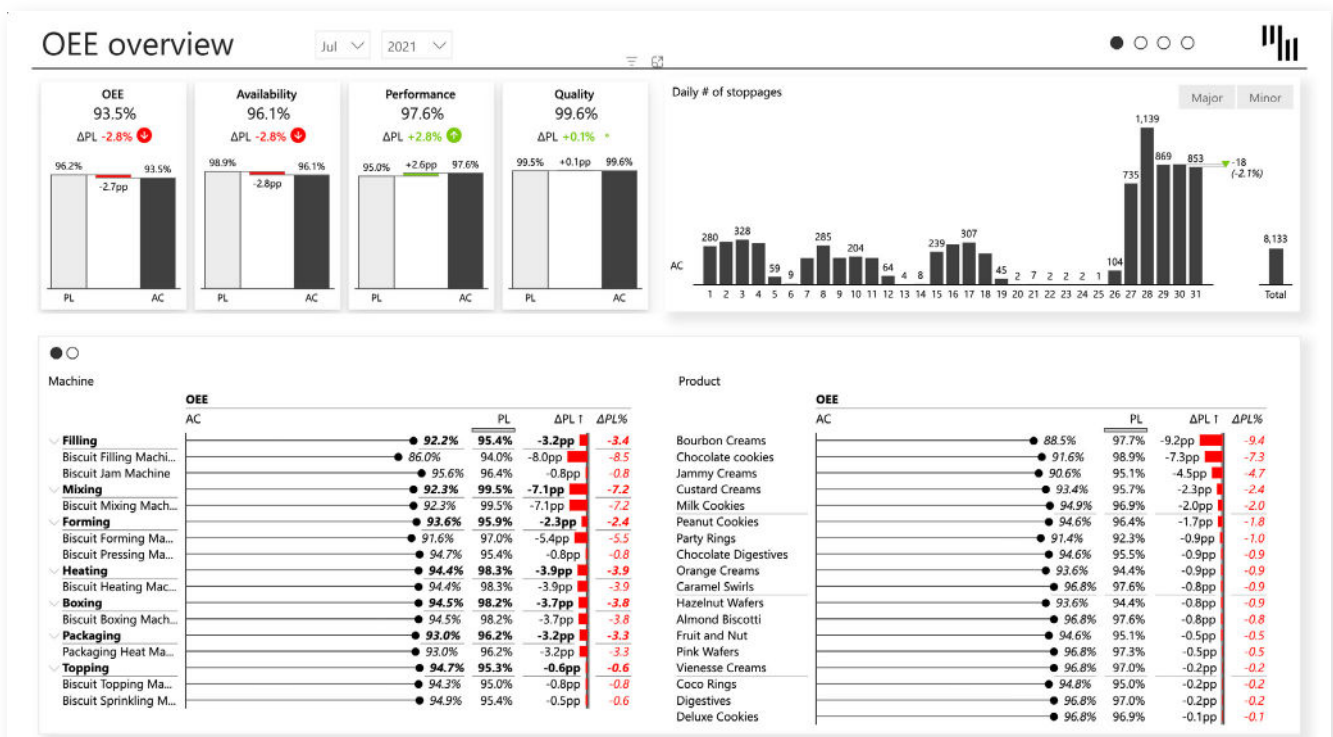 OEE overview
Jul 2021
OEE
93.5%
ΔPL -2.8%
96.2% 93.5%
-2.7pp
PL AC
Availability
96.1%
ΔPL -2.8%
98.9% 96.1%
-2.8pp
PL AC
Performance
97.6%
ΔPL +2.8%
95.0% +2.6pp 97.6%
PL AC
Quality
99.6%
ΔPL +0.1%
99.5% +0.1pp 99.6%
PL AC
Daily # of stoppages
Major Minor
1,139
869 853 -18
735 (-2.1%)
280 328 285 204 239 307
8,133
AC 59 9 64 4 8 45 2 7 2 2 2 1 104
1 2 3 4 5 6 7 8 9 10 11 12 13 14 15 16 17 18 19 20 21 22 23 24 25 26 27 28 29 30 31 Total
Machine
OEE
AC PL ΔPL ↑ ΔPL%
Filling 92.2% 95.4% -3.2pp -3.4
Biscuit Filling Machi... 86.0% 94.0% -8.0pp -8.5
Biscuit Jam Machine 95.6% 96.4% -0.8pp -0.8
Mixing 92.3% 99.5% -7.1pp -7.2
Biscuit Mixing Mach... 92.3% 99.5% -7.1pp -7.2
Forming 93.6% 95.9% -2.3pp -2.4
Biscuit Forming Ma... 91.6% 97.0% -5.4pp -5.5
Biscuit Pressing Ma... 94.7% 95.4% -0.8pp -0.8
Heating 94.4% 98.3% -3.9pp -3.9
Biscuit Heating Mac... 94.4% 98.3% -3.9pp -3.9
Boxing 94.5% 98.2% -3.7pp -3.8
Biscuit Boxing Mach... 94.5% 98.2% -3.7pp -3.8
Packaging 93.0% 96.2% -3.2pp -3.3
Packaging Heat Ma... 93.0% 96.2% -3.2pp -3.3
Topping 94.7% 95.3% -0.6pp -0.6
Biscuit Topping Ma... 94.3% 95.0% -0.8pp -0.8
Biscuit Sprinkling M... 94.9% 95.4% -0.5pp -0.6
Product
OEE
AC PL ΔPL ↑ ΔPL%
Bourbon Creams 88.5% 97.7% -9.2pp -9.4
Chocolate cookies 91.6% 98.9% -7.3pp -7.3
Jammy Creams 90.6% 95.1% -4.5pp -4.7
Custard Creams 93.4% 95.7% -2.3pp -2.4
Milk Cookies 94.9% 96.9% -2.0pp -2.0
Peanut Cookies 94.6% 96.4% -1.7pp -1.8
Party Rings 91.4% 92.3% -0.9pp -1.0
Chocolate Digestives 94.6% 95.5% -0.9pp -0.9
Orange Creams 93.6% 94.4% -0.9pp -0.9
Caramel Swirls 96.8% 97.6% -0.8pp -0.9
Hazelnut Wafers 93.6% 94.4% -0.8pp -0.9
Almond Biscotti 96.8% 97.6% -0.8pp -0.8
Fruit and Nut 94.6% 95.1% -0.5pp -0.5
Pink Wafers 96.8% 97.3% -0.5pp -0.5
Vienesse Creams 96.8% 97.0% -0.2pp -0.2
Coco Rings 94.8% 95.0% -0.2pp -0.2
Digestives 96.8% 97.0% -0.2pp -0.2
Deluxe Cookies 96.8% 96.9% -0.1pp -0.1